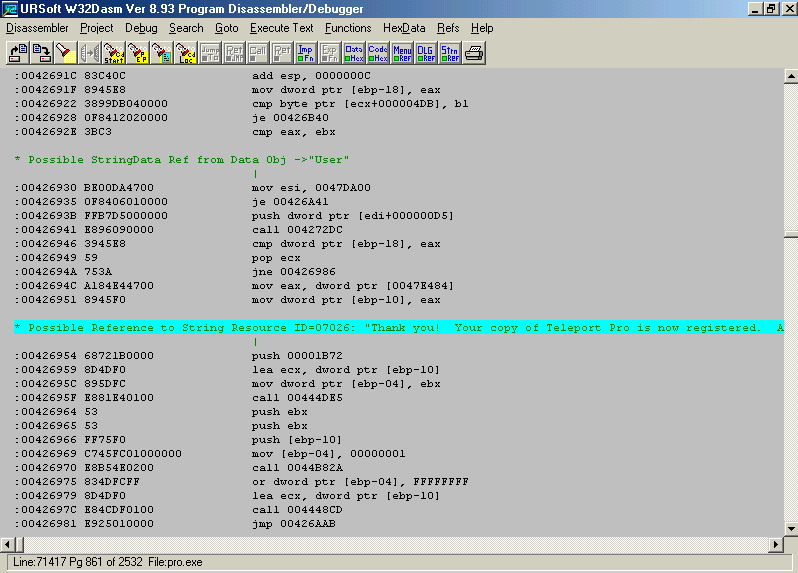 URSoft W32Dasm Ver 8.93 Program Disassembler/Debugger
Disassembler Project Debug Search Goto Execute Text Functions HexData Refs Help
Cd Start P EP Cd Loc Jump To Ret JMP Call Ret Imp Fn Exp Fn Data Hex Code Hex Menu Ref DLG Ref Strn Ref
:0042691C 83C40C add esp, 0000000C
:0042691F 8945E8 mov dword ptr [ebp-18], eax
:00426922 3899DB040000 cmp byte ptr [ecx+000004DB], bl
:00426928 0F8412020000 je 00426B40
:0042692E 3BC3 cmp eax, ebx
* Possible StringData Ref from Data Obj ->"User"
|
:00426930 BE00DA4700 mov esi, 0047DA00
:00426935 0F8406010000 je 00426A41
:0042693B FFB7D5000000 push dword ptr [edi+000000D5]
:00426941 E896090000 call 004272DC
:00426946 3945E8 cmp dword ptr [ebp-18], eax
:00426949 59 pop ecx
:0042694A 753A jne 00426986
:0042694C A184E44700 mov eax, dword ptr [0047E484]
:00426951 8945F0 mov dword ptr [ebp-10], eax
* Possible Reference to String Resource ID=07026: "Thank you!  Your copy of Teleport Pro is now registered.  A
|
:00426954 68721B0000 push 00001B72
:00426959 8D4DF0 lea ecx, dword ptr [ebp-10]
:0042695C 895DFC mov dword ptr [ebp-04], ebx
:0042695F E881E40100 call 00444DE5
:00426964 53 push ebx
:00426965 53 push ebx
:00426966 FF75F0 push [ebp-10]
:00426969 C745FC01000000 mov [ebp-04], 00000001
:00426970 E8B54E0200 call 0044B82A
:00426975 834DFCFF or dword ptr [ebp-04], FFFFFFFF
:00426979 8D4DF0 lea ecx, dword ptr [ebp-10]
:0042697C E84CDF0100 call 004448CD
:00426981 E925010000 jmp 00426AAB
Line:71417 Pg 861 of 2532 File:pro.exe